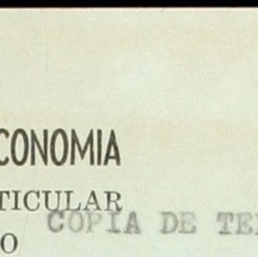 CONOMIA
TICULAR
COPIA DE TE
O